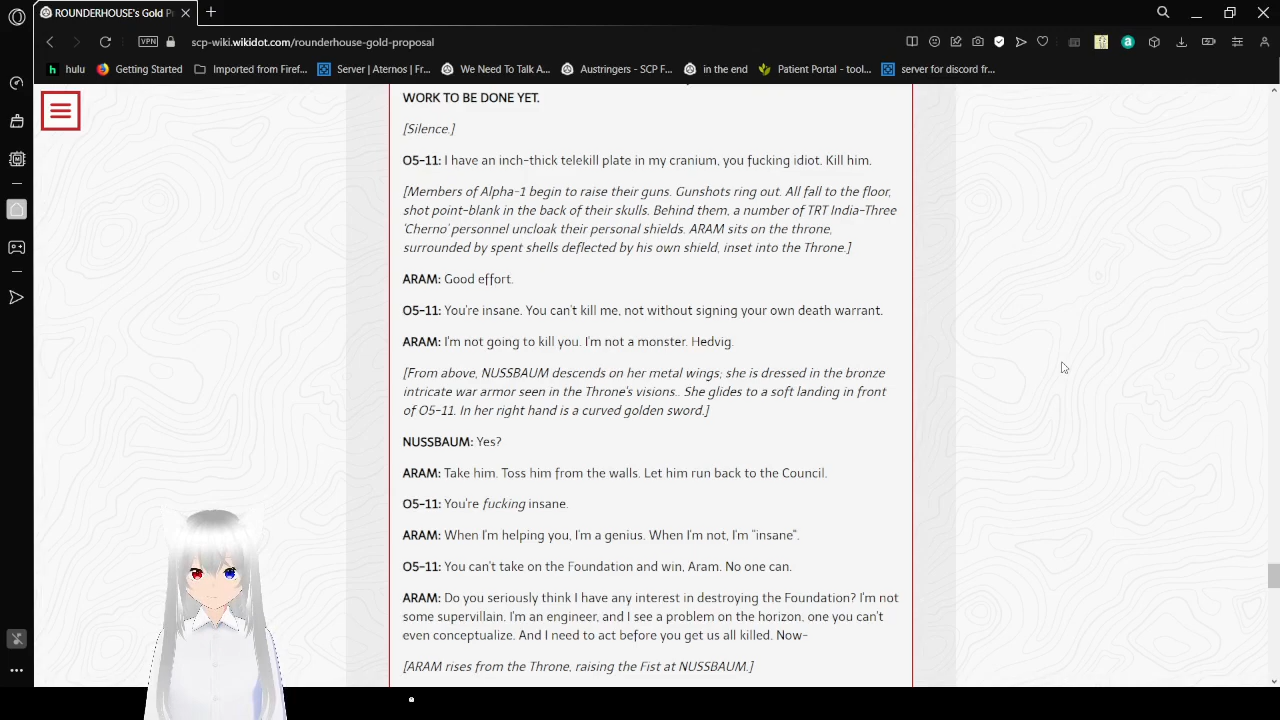 ROUNDERHOUSE's Gold P
VPN scp-wiki.wikidot.com/rounderhouse-gold-proposal
hulu Getting Started Imported from Firef... Server | Aternos | Fr... We Need To Talk A... Austringers - SCP F... in the end Patient Portal - tool... server for discord fr...
WORK TO BE DONE YET.
[Silence.]
O5-11: I have an inch-thick telekill plate in my cranium, you fucking idiot. Kill him.
[Members of Alpha-1 begin to raise their guns. Gunshots ring out. All fall to the floor,
shot point-blank in the back of their skulls. Behind them, a number of TRT India-Three
'Cherno' personnel uncloak their personal shields. ARAM sits on the throne,
surrounded by spent shells deflected by his own shield, inset into the Throne.]
ARAM: Good effort.
O5-11: You're insane. You can't kill me, not without signing your own death warrant.
ARAM: I'm not going to kill you. I'm not a monster. Hedvig.
[From above, NUSSBAUM descends on her metal wings; she is dressed in the bronze
intricate war armor seen in the Throne's visions.. She glides to a soft landing in front
of O5-11. In her right hand is a curved golden sword.]
NUSSBAUM: Yes?
ARAM: Take him. Toss him from the walls. Let him run back to the Council.
O5-11: You're fucking insane.
ARAM: When I'm helping you, I'm a genius. When I'm not, I'm "insane".
O5-11: You can't take on the Foundation and win, Aram. No one can.
ARAM: Do you seriously think I have any interest in destroying the Foundation? I'm not
some supervillain. I'm an engineer, and I see a problem on the horizon, one you can't
even conceptualize. And I need to act before you get us all killed. Now-
[ARAM rises from the Throne, raising the Fist at NUSSBAUM.]